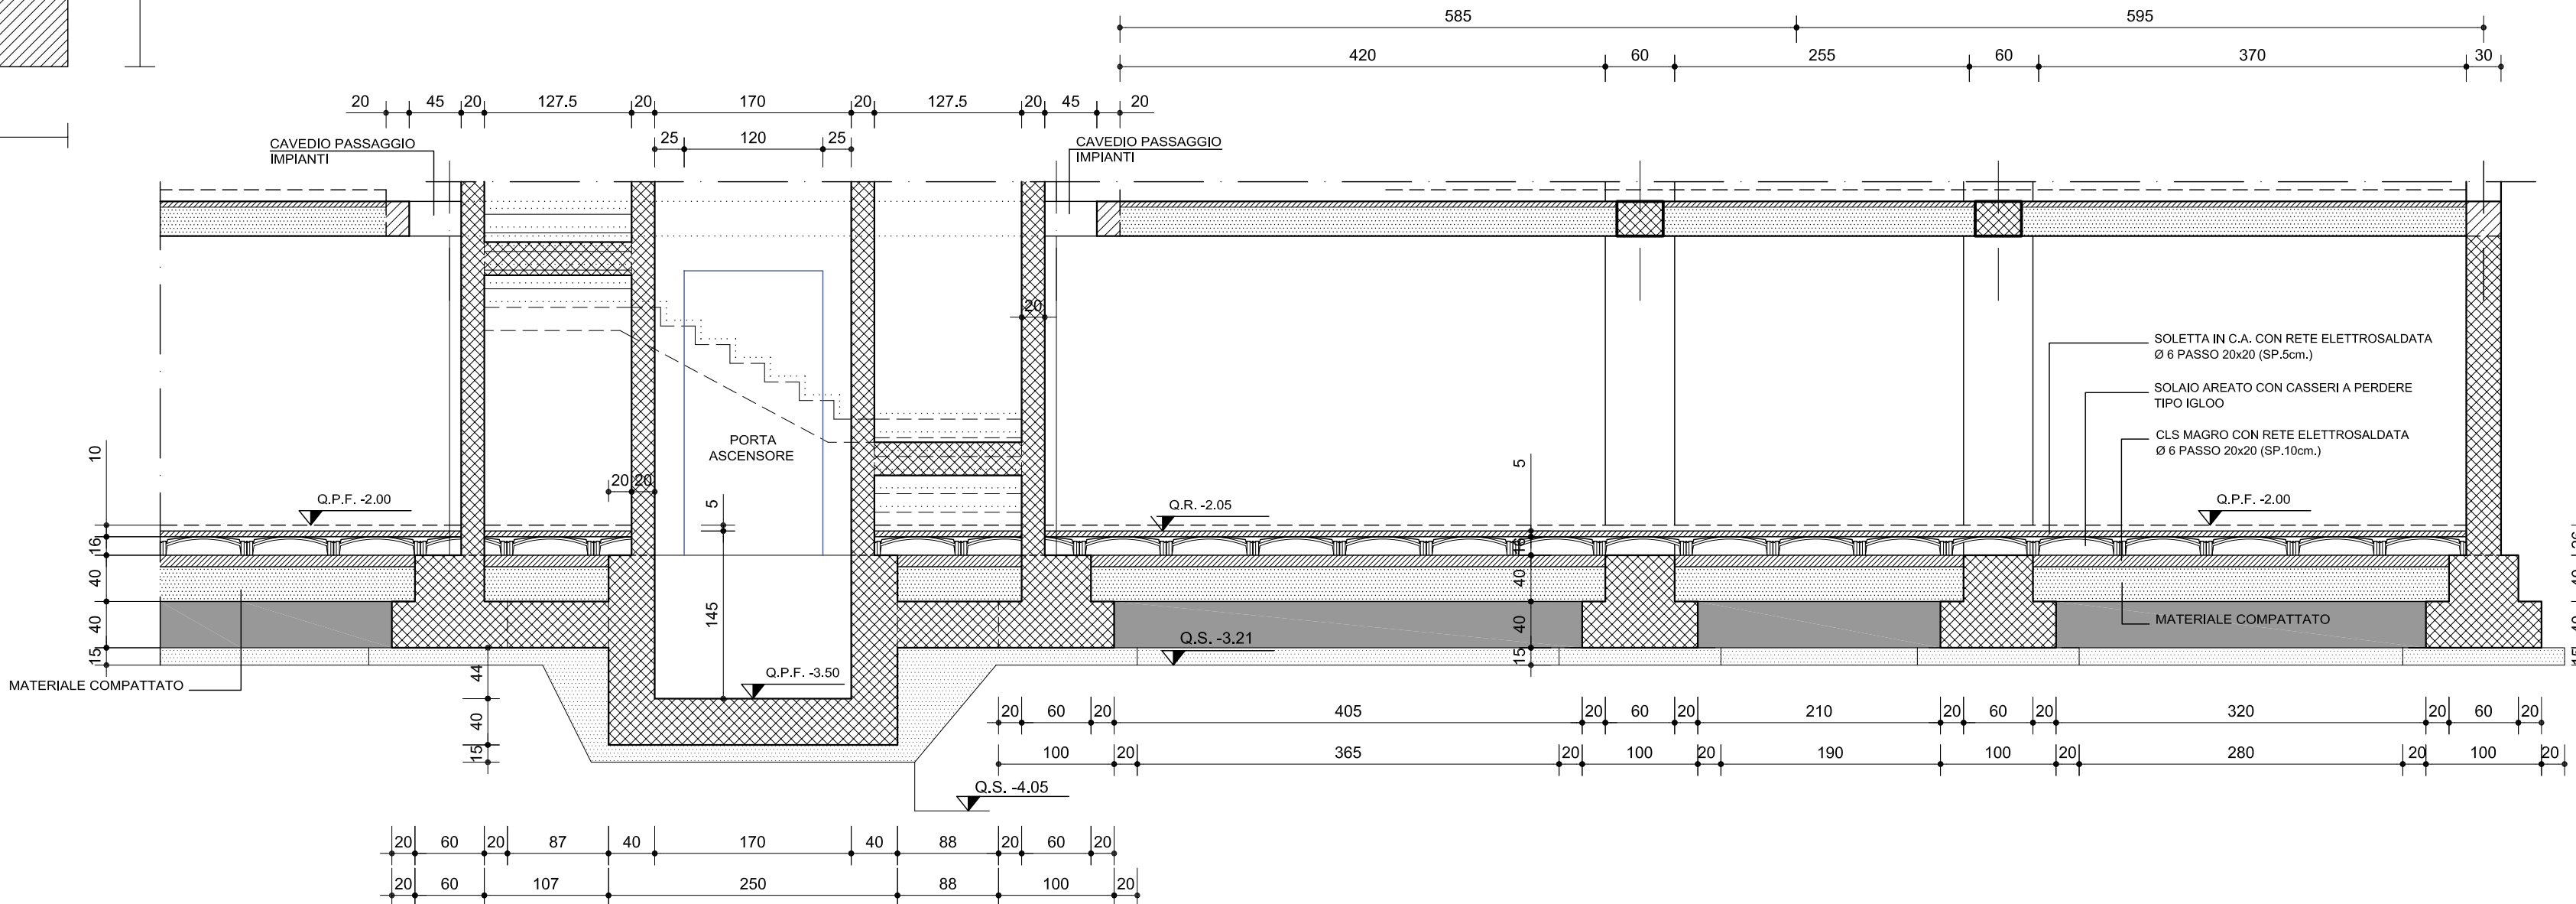 585 595
420 60 255 60 370 30
20 45 20 127.5 20 170 20 127.5 20 45 20
25 120 25
CAVEDIO PASSAGGIO
IMPIANTI
CAVEDIO PASSAGGIO
IMPIANTI
20
SOLETTA IN C.A. CON RETE ELETTROSALDATA
Ø 6 PASSO 20x20 (SP.5cm.)
SOLAIO AREATO CON CASSERI A PERDERE
TIPO IGLOO
CLS MAGRO CON RETE ELETTROSALDATA
Ø 6 PASSO 20x20 (SP.10cm.)
PORTA
ASCENSORE
10
5
20 20
5
Q.P.F. -2.00
Q.R. -2.05
Q.P.F. -2.00
16
16
26
40
40
40
145
40
40
40
MATERIALE COMPATTATO
Q.S. -3.21
15
15
15
44
Q.P.F. -3.50
MATERIALE COMPATTATO
40
15
20 60 20 405 20 60 20 210 20 60 20 320 20 60 20
100 20 365 20 100 20 190 100 20 280 20 100 20
Q.S. -4.05
20 60 20 87 40 170 40 88 20 60 20
20 60 107 250 88 100 20